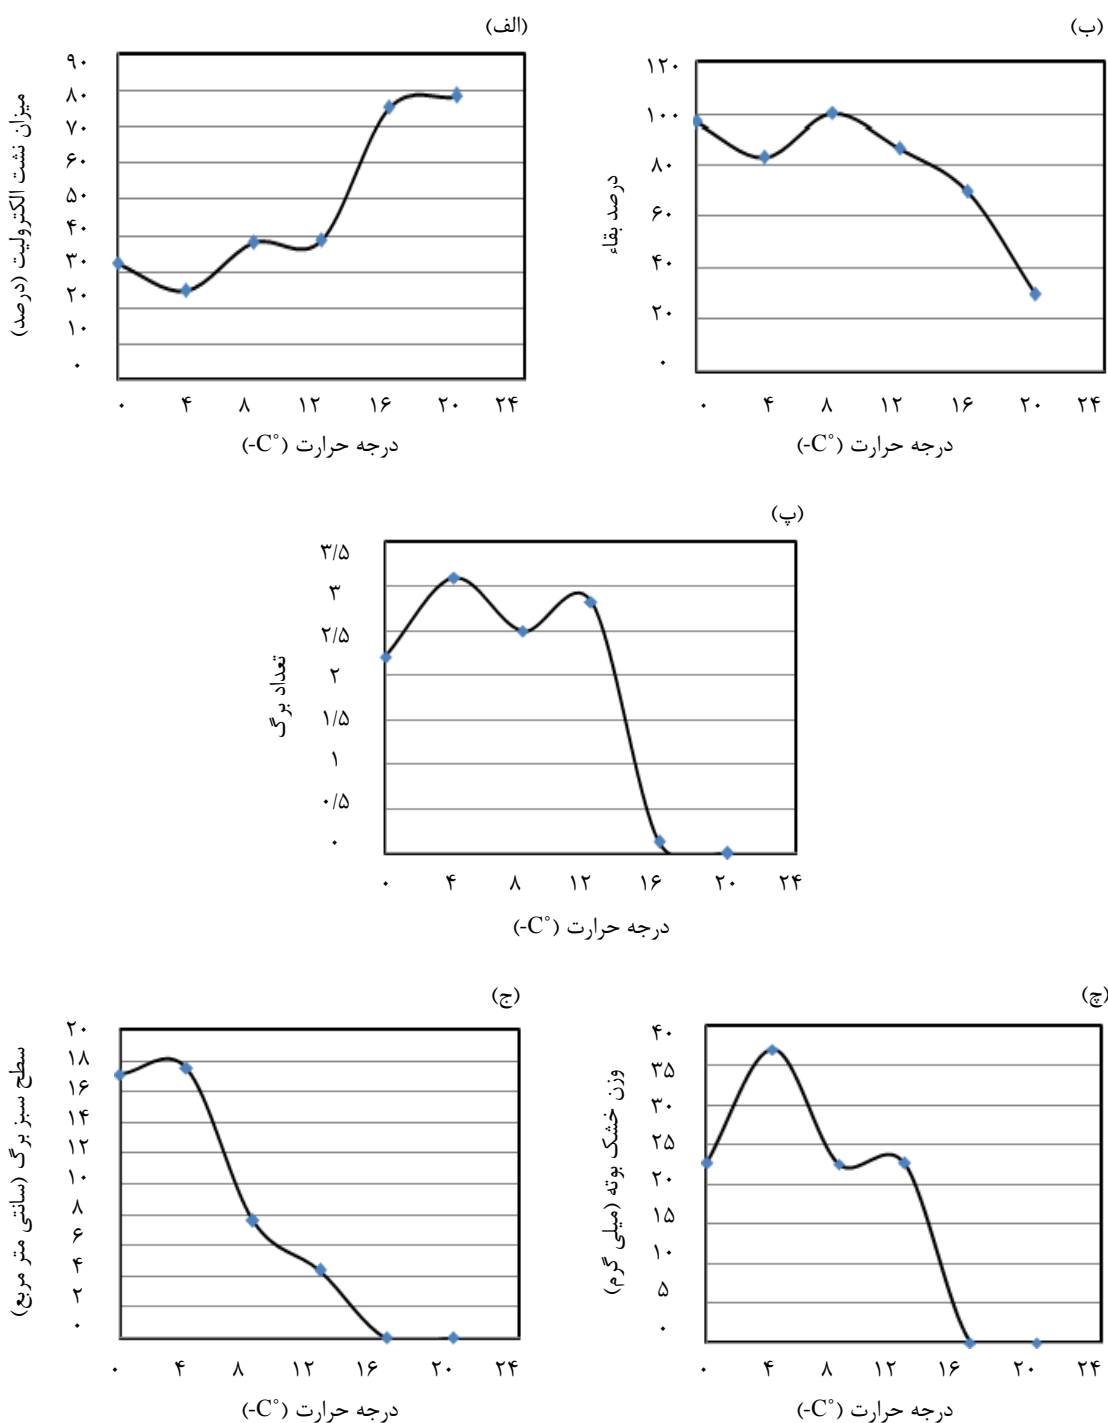 (الف)
میزان نشت الکترولیت (درصد)
۹۰
۸۰
۷۰
۶۰
۵۰
۴۰
۳۰
۲۰
۱۰
۰
۰ ۴ ۸ ۱۲ ۱۶ ۲۰ ۲۴
درجه حرارت (C°-)
(ب)
درصد بقاء
۱۲۰
۱۰۰
۸۰
۶۰
۴۰
۲۰
۰
۰ ۴ ۸ ۱۲ ۱۶ ۲۰ ۲۴
درجه حرارت (C°-)
(پ)
تعداد برگ
۳/۵
۳
۲/۵
۲
۱/۵
۱
۰/۵
۰
۰ ۴ ۸ ۱۲ ۱۶ ۲۰ ۲۴
درجه حرارت (C°-)
(ج)
سطح سبز برگ (سانتی متر مربع)
۲۰
۱۸
۱۶
۱۴
۱۲
۱۰
۸
۶
۴
۲
۰
۰ ۴ ۸ ۱۲ ۱۶ ۲۰ ۲۴
درجه حرارت (C°-)
(چ)
وزن خشک بوته (میلی گرم)
۴۰
۳۵
۳۰
۲۵
۲۰
۱۵
۱۰
۵
۰
۰ ۴ ۸ ۱۲ ۱۶ ۲۰ ۲۴
درجه حرارت (C°-)